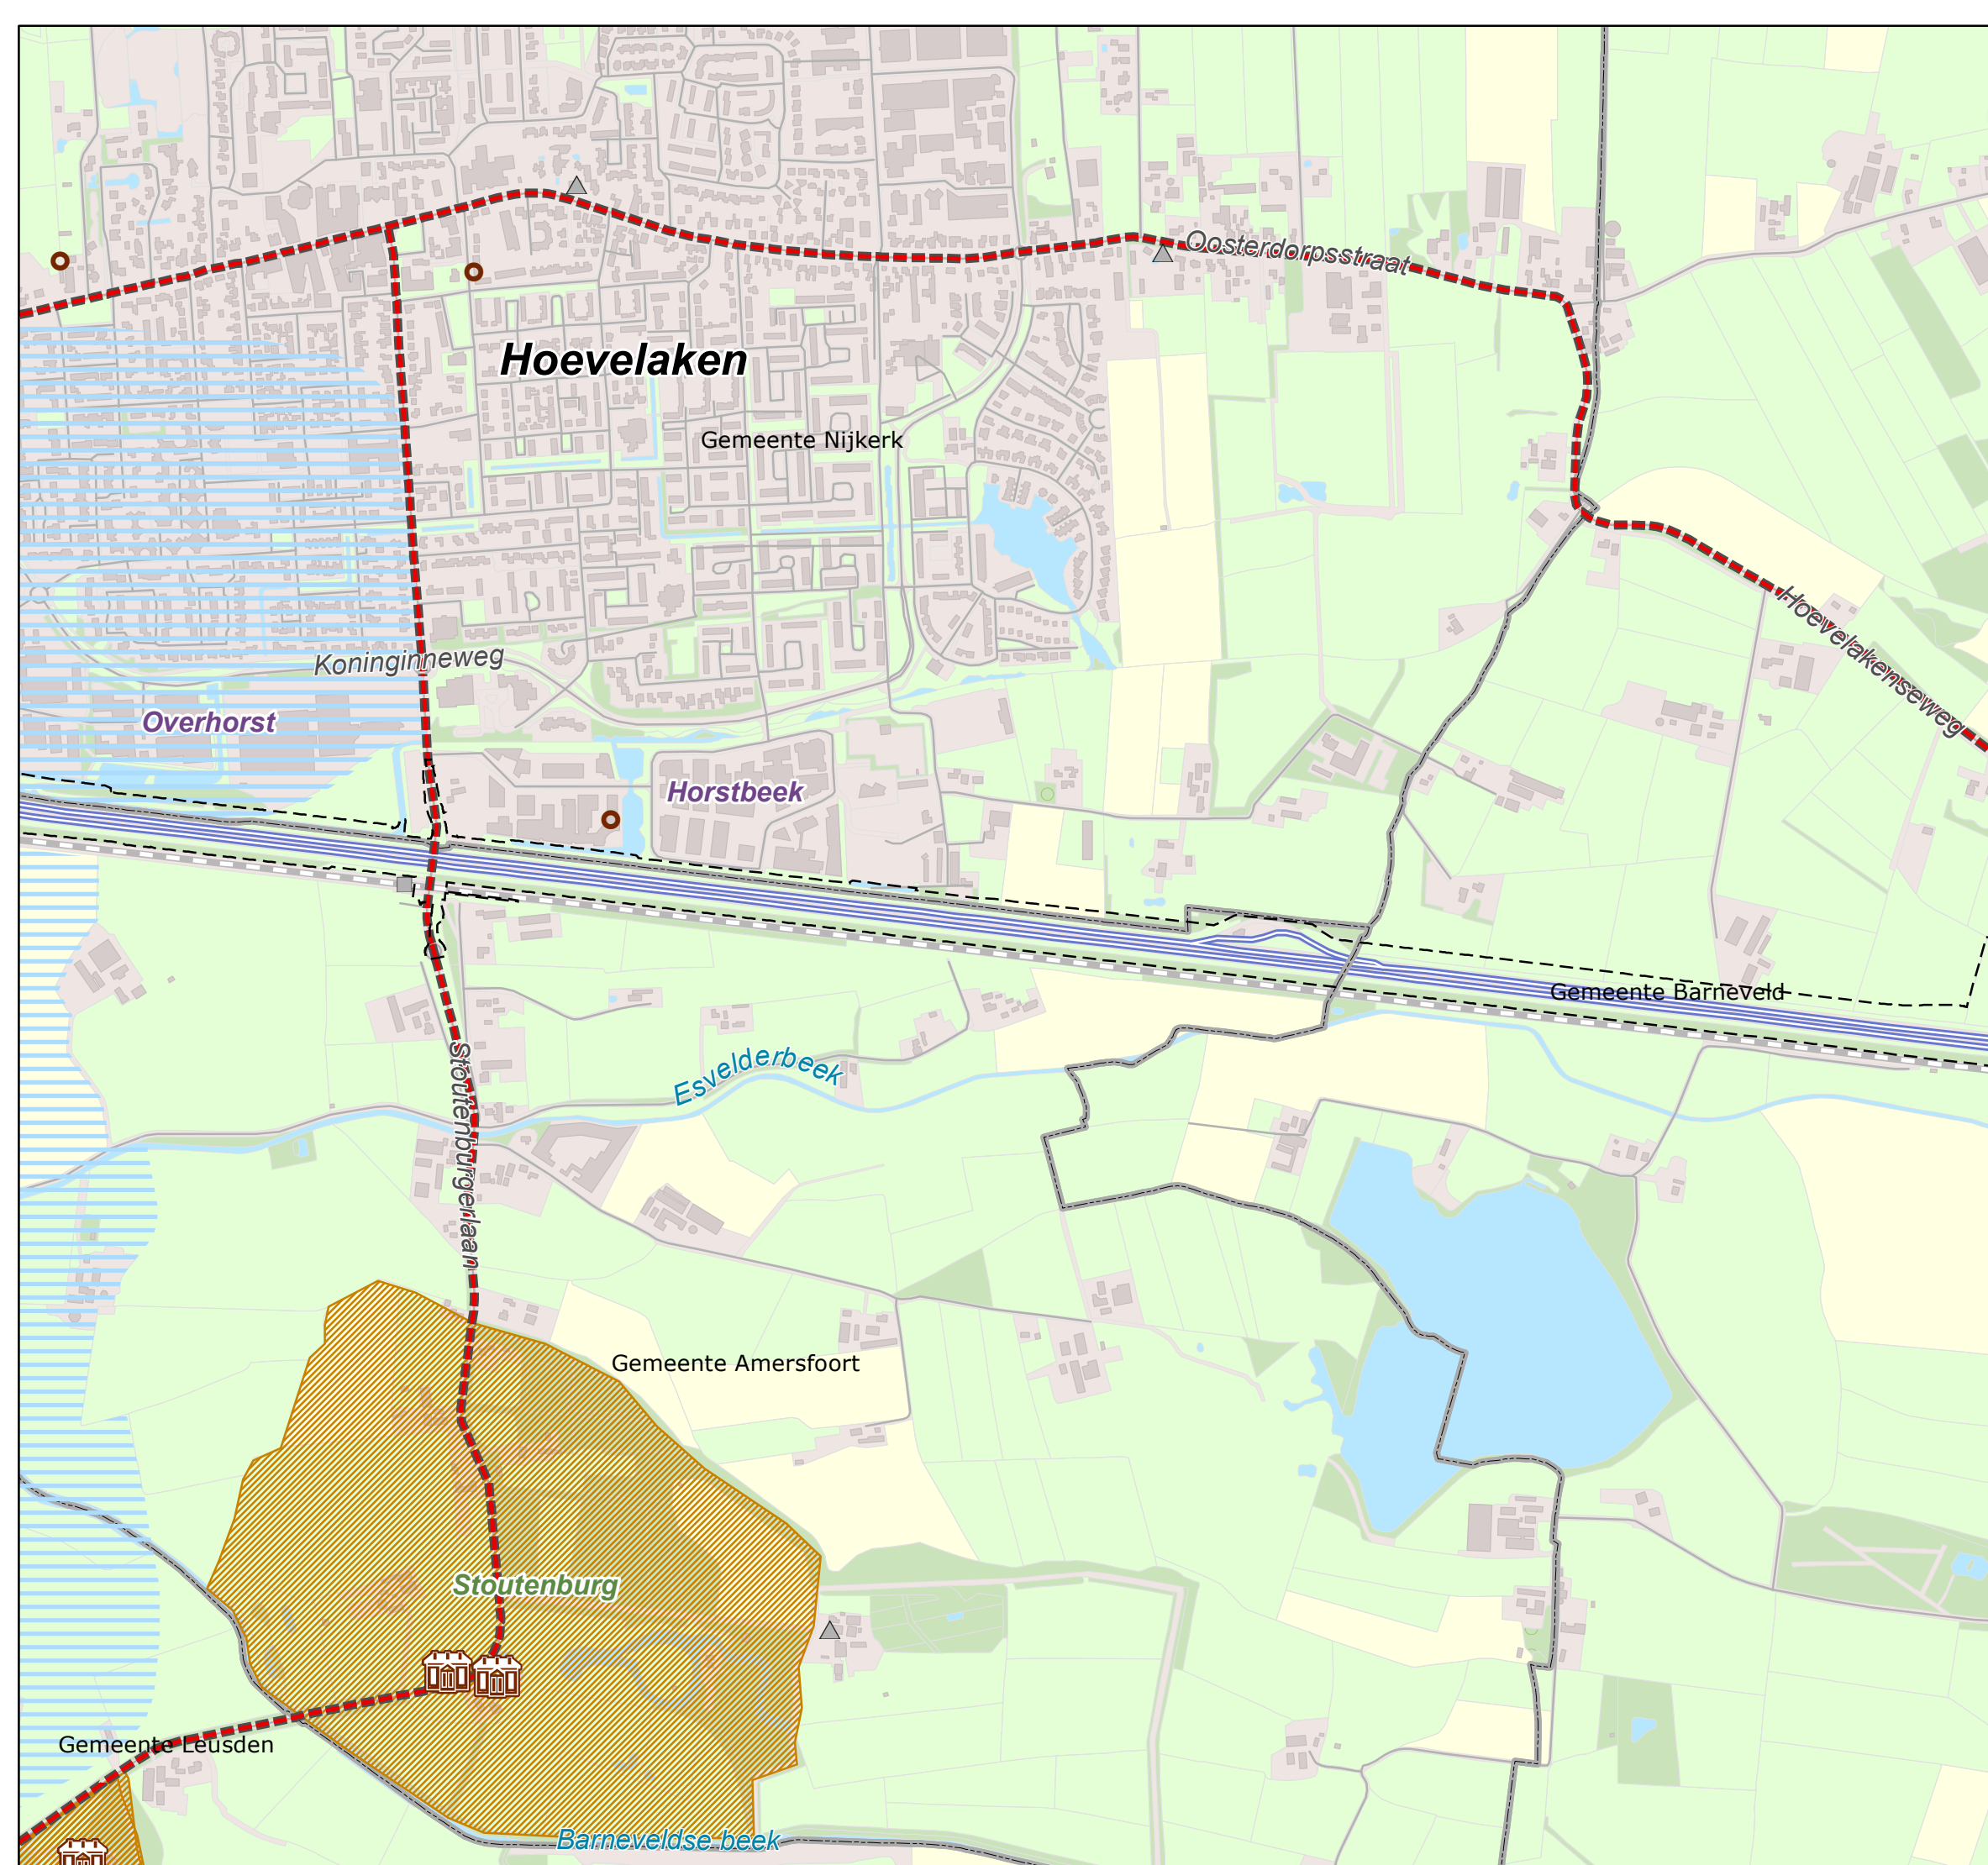 Oosterdorpsstraat
Hoevelaken
Gemeente Nijkerk
Hoevelakenseweg
Koninginneweg
Overhorst
Horstbeek
Gemeente Barneveld
Esvelderbeek
Stoutenburgerlaan
Gemeente Amersfoort
Stoutenburg
Gemeente Leusden
Barneveldse beek